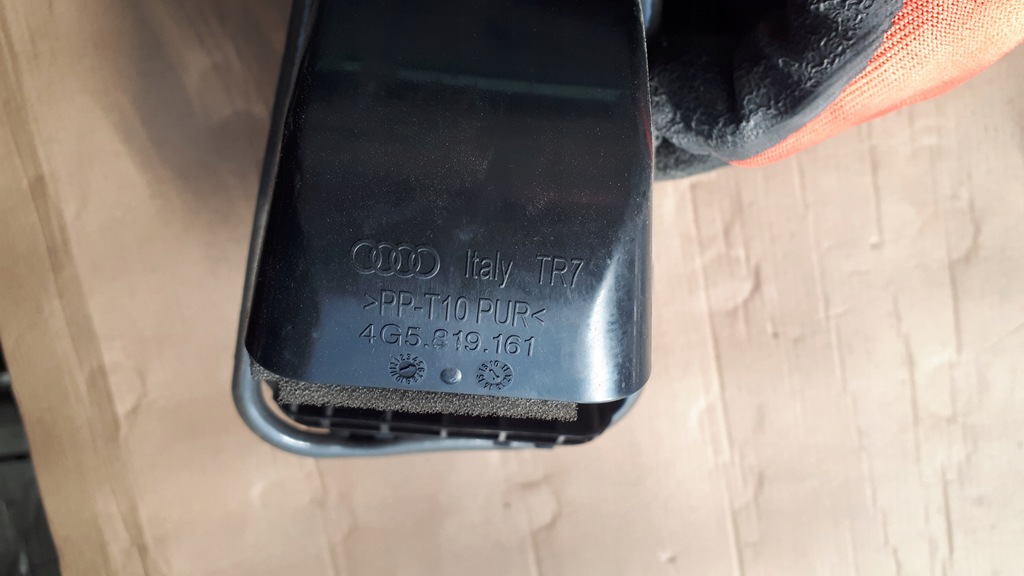 Italy TR7
>PP-T10 PUR<
4G5.819.161